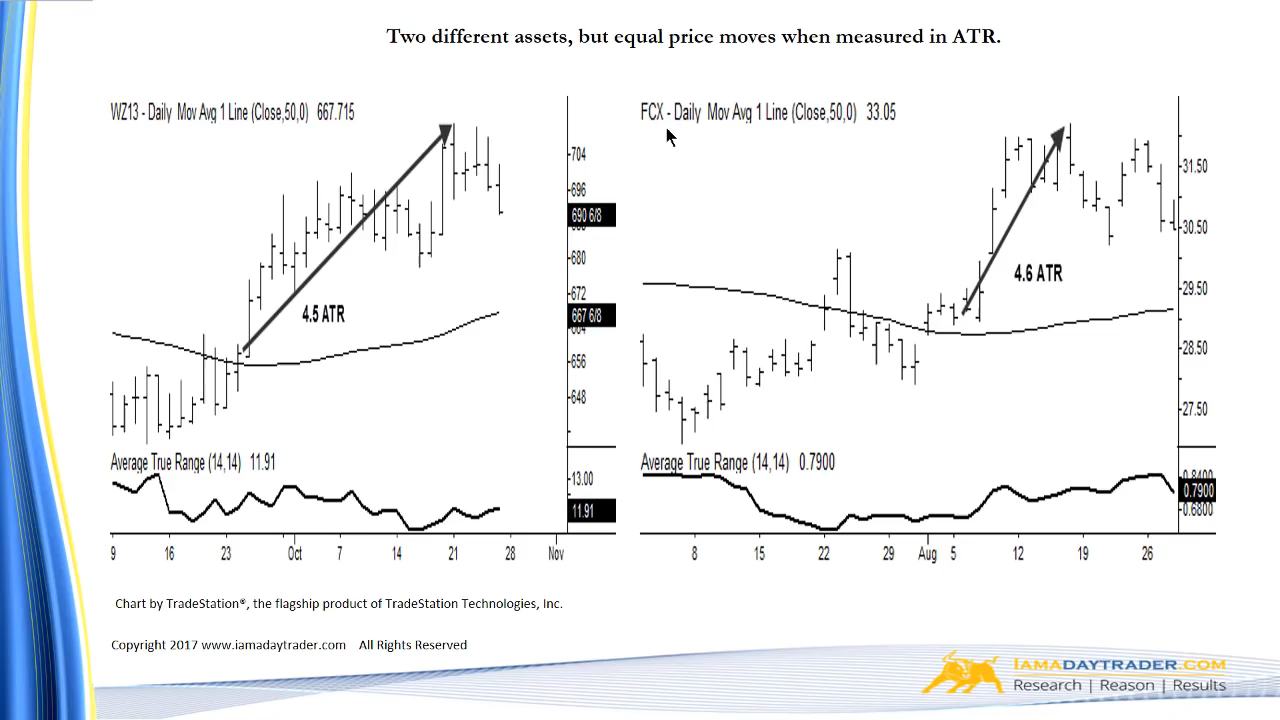 Two different assets, but equal price moves when measured in ATR.
WZ13 - Daily Mov Avg 1 Line (Close,50,0) 667.715
704
696
690 6/8
680
672
667 6/8
664
656
648
4.5 ATR
Average True Range (14,14) 11.91
13.00
11.91
9 16 23 Oct 7 14 21 28 Nov
FCX - Daily Mov Avg 1 Line (Close,50,0) 33.05
31.50
30.50
29.50
28.50
27.50
4.6 ATR
Average True Range (14,14) 0.7900
0.8400
0.7900
0.6800
8 15 22 29 Aug 5 12 19 26
Chart by TradeStation®, the flagship product of TradeStation Technologies, Inc.
Copyright 2017 www.iamadaytrader.com All Rights Reserved
IAMADAYTRADER.COM
Research | Reason | Results